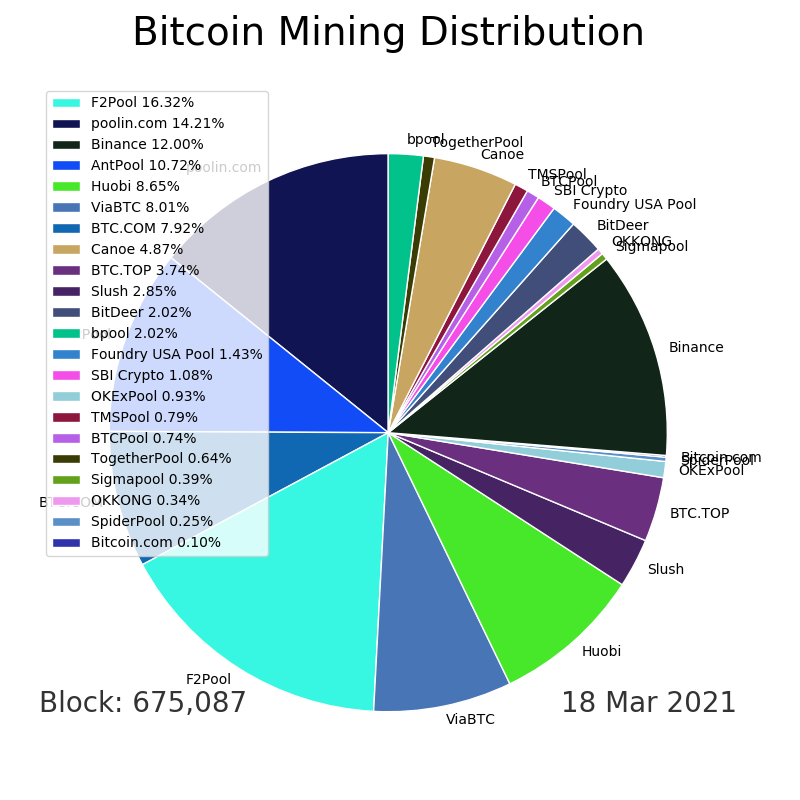 Bitcoin Mining Distribution
F2Pool 16.32%
poolin.com 14.21%
Binance 12.00%
AntPool 10.72%
Huobi 8.65%
ViaBTC 8.01%
BTC.COM 7.92%
Canoe 4.87%
BTC.TOP 3.74%
Slush 2.85%
BitDeer 2.02%
bpool 2.02%
Foundry USA Pool 1.43%
SBI Crypto 1.08%
OKExPool 0.93%
TMSPool 0.79%
BTCPool 0.74%
TogetherPool 0.64%
Sigmapool 0.39%
OKKONG 0.34%
SpiderPool 0.25%
Bitcoin.com 0.10%
poolin.com
bpool
TogetherPool
Canoe
TMSPool
BTCPool
SBI Crypto
Foundry USA Pool
BitDeer
OKKONG
Sigmapool
Binance
Bitcoin.com
SpiderPool
OKExPool
BTC.TOP
Slush
Huobi
ViaBTC
F2Pool
Block: 675,087
18 Mar 2021